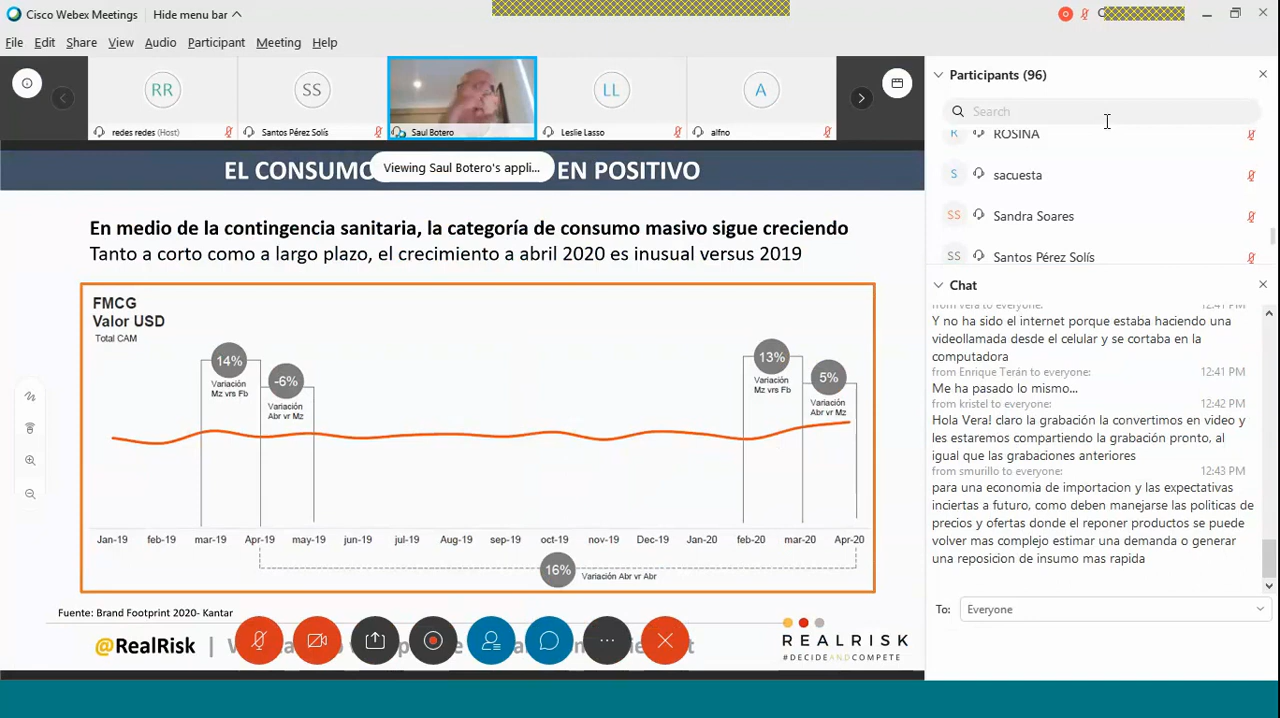 Cisco Webex Meetings
Hide menu bar
File Edit Share View Audio Participant Meeting Help
RR
SS
LL
A
redes redes (Host)
Santos Pérez Solís
Saul Botero
Leslie Lasso
aifno
Viewing Saul Botero's appli...
EL CONSUMO
EN POSITIVO
En medio de la contingencia sanitaria, la categoría de consumo masivo sigue creciendo
Tanto a corto como a largo plazo, el crecimiento a abril 2020 es inusual versus 2019
FMCG
Valor USD
Total CAM
14%
Variación
Mz vrs Fb
-6%
Variación
Abr vr Mz
13%
Variación
Mz vrs Fb
5%
Variación
Abr vr Mz
Jan-19 feb-19 mar-19 Apr-19 may-19 jun-19 jul-19 Aug-19 sep-19 oct-19 nov-19 Dec-19 Jan-20 feb-20 mar-20 Apr-20
16%
Variación Abr vr Abr
Fuente: Brand Footprint 2020- Kantar
@RealRisk |
REALRISK
#DECIDEANDCOMPETE
Participants (96)
Search
R ROSINA
S sacuesta
SS Sandra Soares
SS Santos Pérez Solís
Chat
from vera to everyone: 12:41 PM
Y no ha sido el internet porque estaba haciendo una
videollamada desde el celular y se cortaba en la
computadora
from Enrique Terán to everyone: 12:41 PM
Me ha pasado lo mismo...
from kristel to everyone: 12:42 PM
Hola Vera! claro la grabación la convertimos en video y
les estaremos compartiendo la grabación pronto, al
igual que las grabaciones anteriores
from smurillo to everyone: 12:43 PM
para una economia de importacion y las expectativas
inciertas a futuro, como deben manejarse las politicas de
precios y ofertas donde el reponer productos se puede
volver mas complejo estimar una demanda o generar
una reposicion de insumo mas rapida
To: Everyone